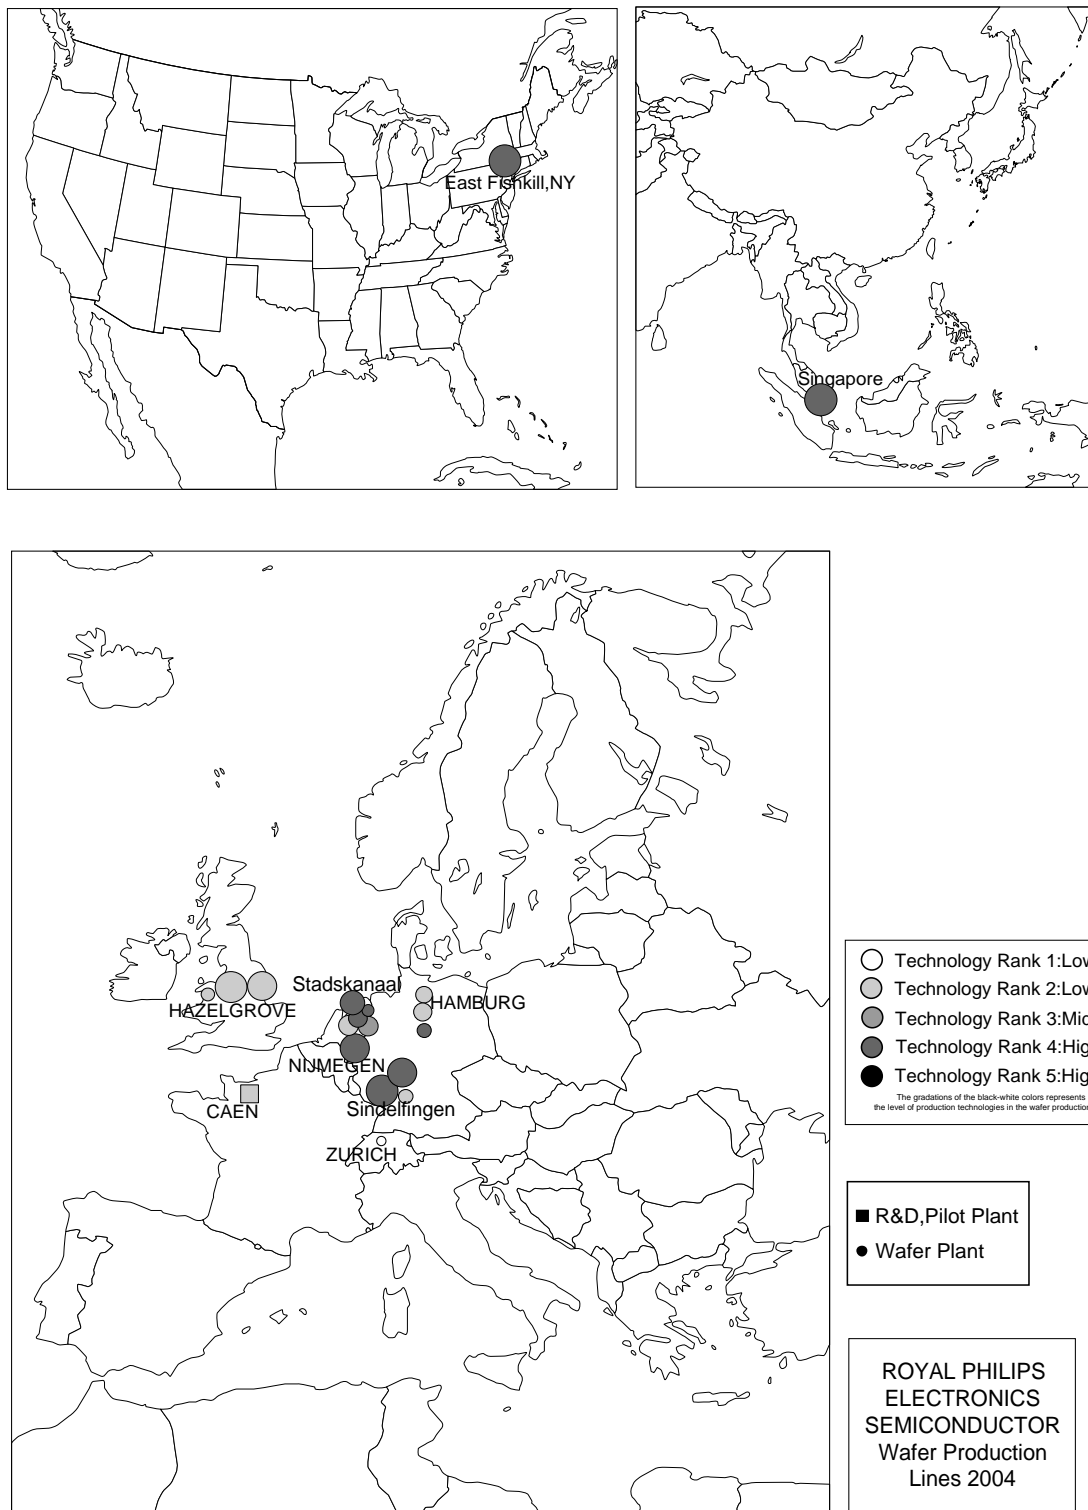 East Fishkill,NY
Singapore
Stadskanaal
HAMBURG
HAZELGROVE
NIJMEGEN
CAEN
Sindelfingen
ZURICH
Technology Rank 1:Low
Technology Rank 2:Low
Technology Rank 3:Mid
Technology Rank 4:Hig
Technology Rank 5:Hig
The gradations of the black-white colors represents
the level of production technologies in the wafer production
R&D,Pilot Plant
Wafer Plant
ROYAL PHILIPS
ELECTRONICS
SEMICONDUCTOR
Wafer Production
Lines 2004